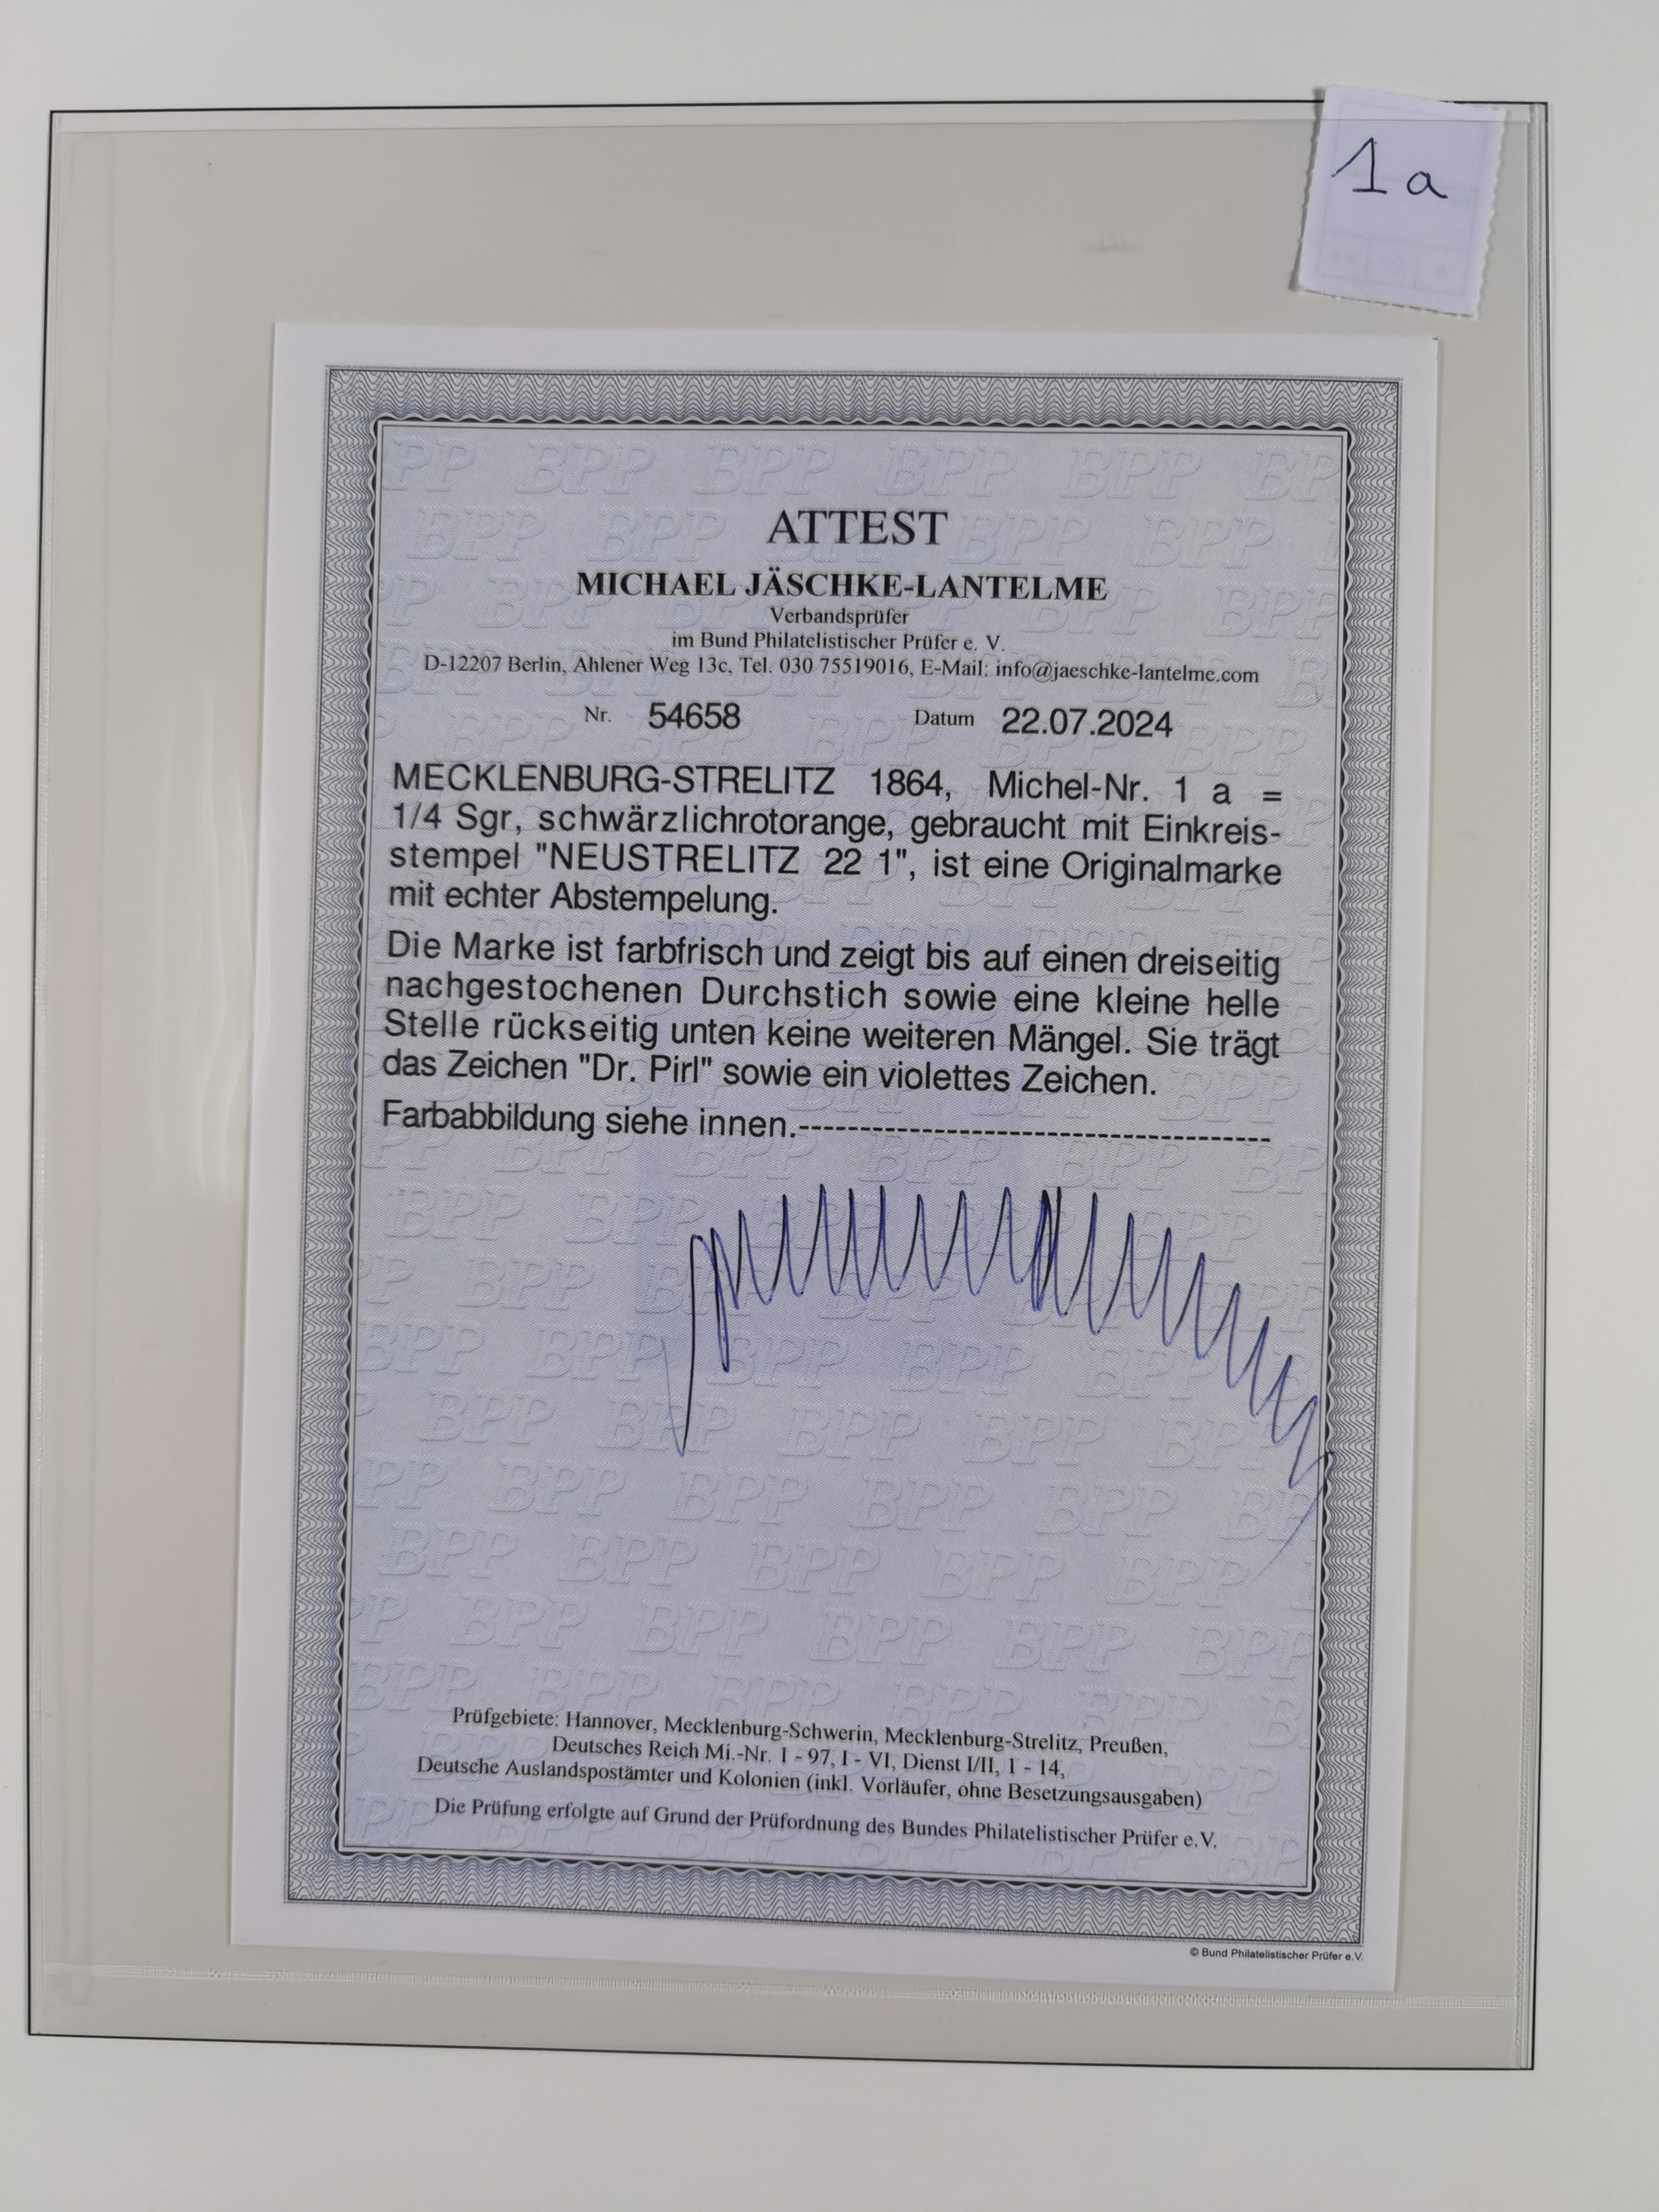 1a
ATTEST
MICHAEL JÄSCHKE-LANTELME
Verbandsprüfer
im Bund Philatelistischer Prüfer e. V.
D-12207 Berlin, Ahlener Weg 13c, Tel. 030 75519016, E-Mail: info@jaeschke-lantelme.com
Nr. 54658 Datum 22.07.2024
MECKLENBURG-STRELITZ 1864, Michel-Nr. 1 a =
1/4 Sgr, schwärzlichrotorange, gebraucht mit Einkreis-
stempel "NEUSTRELITZ 22 1", ist eine Originalmarke
mit echter Abstempelung.
Die Marke ist farbfrisch und zeigt bis auf einen dreiseitig
nachgestochenen Durchstich sowie eine kleine helle
Stelle rückseitig unten keine weiteren Mängel. Sie trägt
das Zeichen "Dr. Pirl" sowie ein violettes Zeichen.
Farbabbildung siehe innen.---------------------------------------
Prüfgebiete: Hannover, Mecklenburg-Schwerin, Mecklenburg-Strelitz, Preußen,
Deutsches Reich Mi.-Nr. 1 - 97, I - VI, Dienst I/II, 1 - 14,
Deutsche Auslandspostämter und Kolonien (inkl. Vorläufer, ohne Besetzungsausgaben)
Die Prüfung erfolgte auf Grund der Prüfordnung des Bundes Philatelistischer Prüfer e.V.
© Bund Philatelistischer Prüfer e.V.